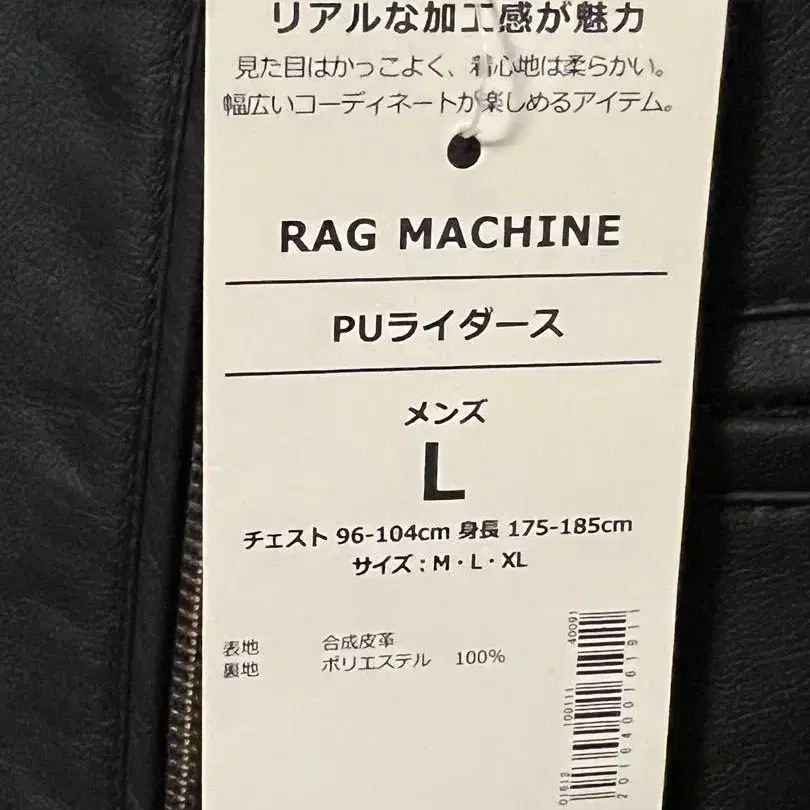 リアルな加工感が魅力
見た目はかっこよく、着心地は柔らかい。
幅広いコーディネートが楽しめるアイテム。
RAG MACHINE
PUライダース
メンズ
L
チェスト 96-104cm 身長 175-185cm
サイズ：M・L・XL
表地 合成皮革
裏地 ポリエステル 100%
40091
100111
01619
2016400161911